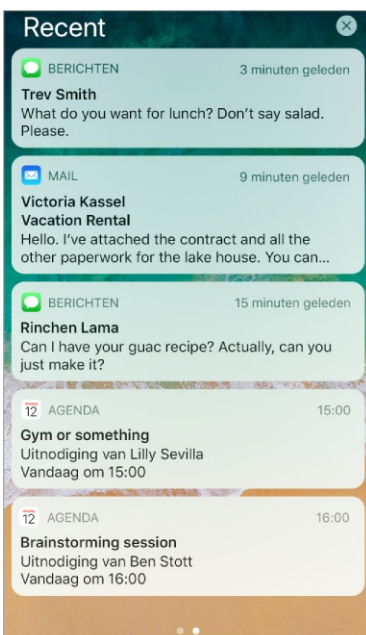 Recent
BERICHTEN 3 minuten geleden
Trev Smith
What do you want for lunch? Don't say salad.
Please.
MAIL 9 minuten geleden
Victoria Kassel
Vacation Rental
Hello. I've attached the contract and all the
other paperwork for the lake house. You can...
BERICHTEN 15 minuten geleden
Rinchen Lama
Can I have your guac recipe? Actually, can you
just make it?
12 AGENDA 15:00
Gym or something
Uitnodiging van Lilly Sevilla
Vandaag om 15:00
12 AGENDA 16:00
Brainstorming session
Uitnodiging van Ben Stott
Vandaag om 16:00